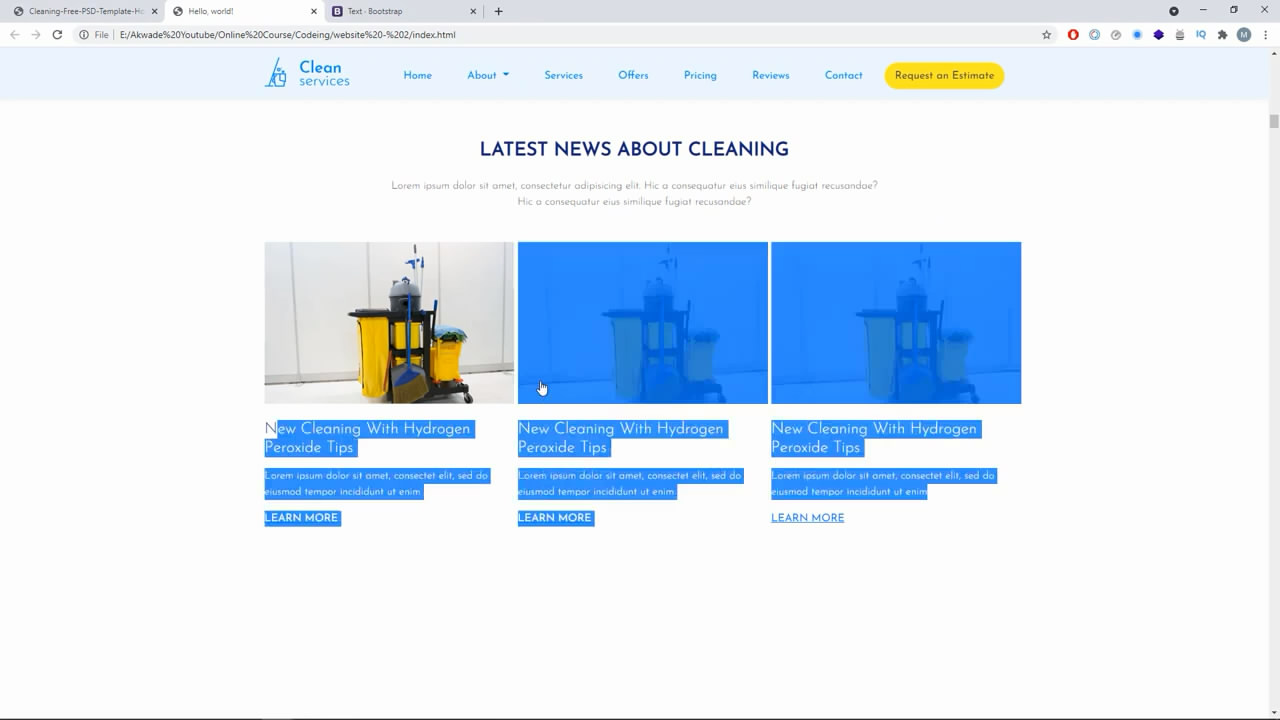 Cleaning-Free-PSD-Template-Ho
Hello, world!
Text · Bootstrap
File
E:/Akwade%20Youtube/Online%20Course/Codeing/website%20-%202/index.html
IQ
M
Clean
services
Home
About
Services
Offers
Pricing
Reviews
Contact
Request an Estimate
LATEST NEWS ABOUT CLEANING
Lorem ipsum dolor sit amet, consectetur adipisicing elit. Hic a consequatur eius similique fugiat recusandae?
Hic a consequatur eius similique fugiat recusandae?
New Cleaning With Hydrogen
Peroxide Tips
Lorem ipsum dolor sit amet, consectet elit, sed do
eiusmod tempor incididunt ut enim
LEARN MORE
New Cleaning With Hydrogen
Peroxide Tips
Lorem ipsum dolor sit amet, consectet elit, sed do
eiusmod tempor incididunt ut enim
LEARN MORE
New Cleaning With Hydrogen
Peroxide Tips
Lorem ipsum dolor sit amet, consectet elit, sed do
eiusmod tempor incididunt ut enim
LEARN MORE